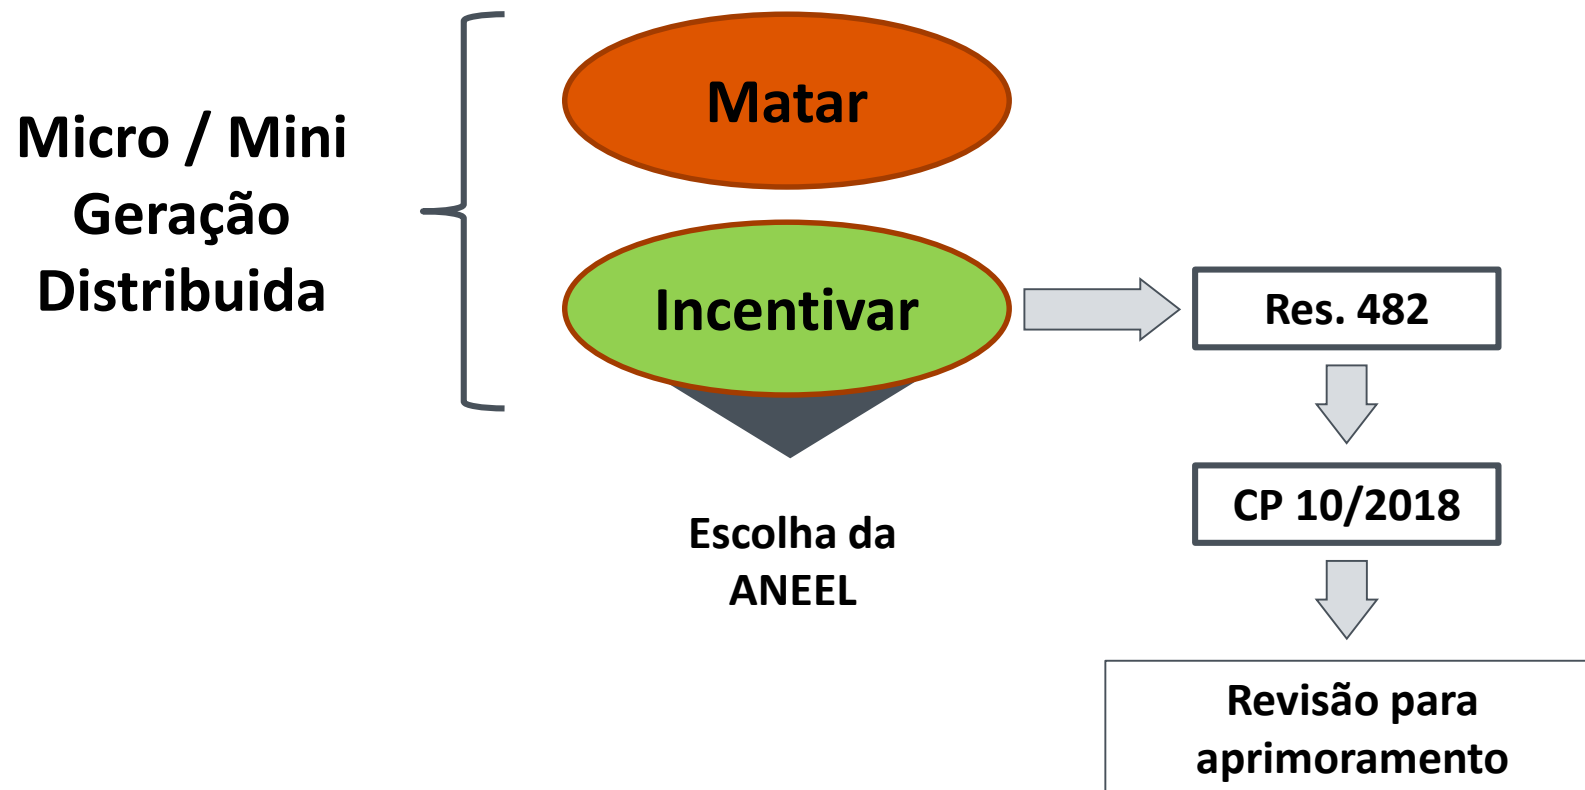 Micro / Mini
Geração
Distribuida
Matar
Incentivar
Escolha da
ANEEL
Res. 482
CP 10/2018
Revisão para
aprimoramento